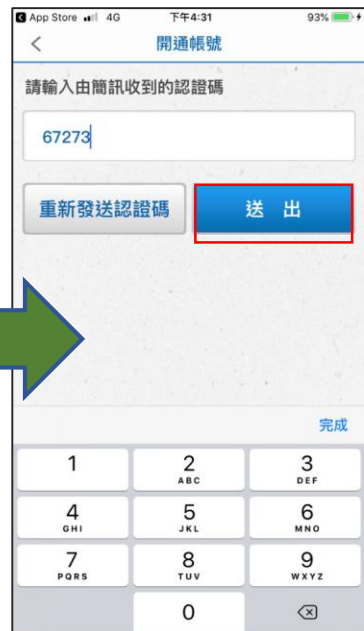 App Store 4G 下午4:31 93%
開通帳號
請輸入由簡訊收到的認證碼
67273
重新發送認證碼 送 出
完成
1 2 3
ABC DEF
4 5 6
GHI JKL MNO
7 8 9
PQRS TUV WXYZ
0